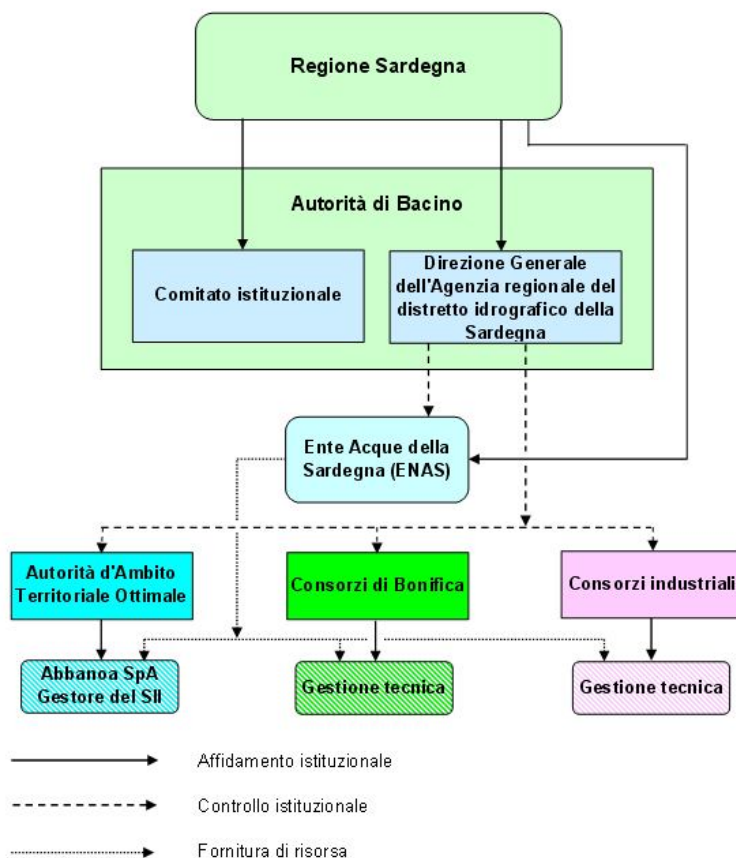 Regione Sardegna
Autorità di Bacino
Comitato istituzionale
Direzione Generale
dell'Agenzia regionale del
distretto idrografico della
Sardegna
Ente Acque della
Sardegna (ENAS)
Autorità d'Ambito
Territoriale Ottimale
Consorzi di Bonifica
Consorzi industriali
Abbanoa SpA
Gestore del SII
Gestione tecnica
Gestione tecnica
Affidamento istituzionale
Controllo istituzionale
Fornitura di risorsa